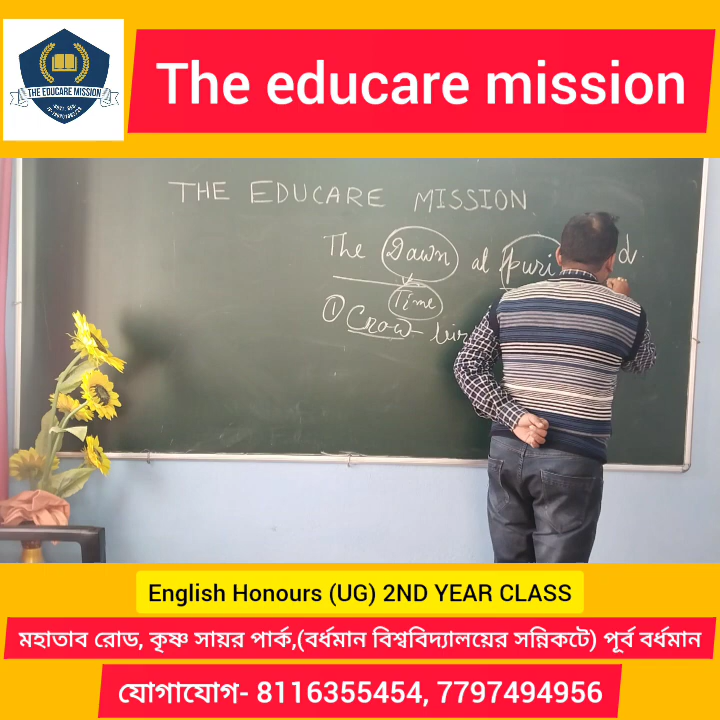 The educare mission
THE EDUCARE MISSION
THE EDUCARE MISSION
The Dawn at puri
Time
① Crow
English Honours (UG) 2ND YEAR CLASS
মহাতাব রোড, কৃষ্ণ সায়র পার্ক,(বর্ধমান বিশ্ববিদ্যালয়ের সন্নিকটে) পূর্ব বর্ধমান
যোগাযোগ- 8116355454, 7797494956